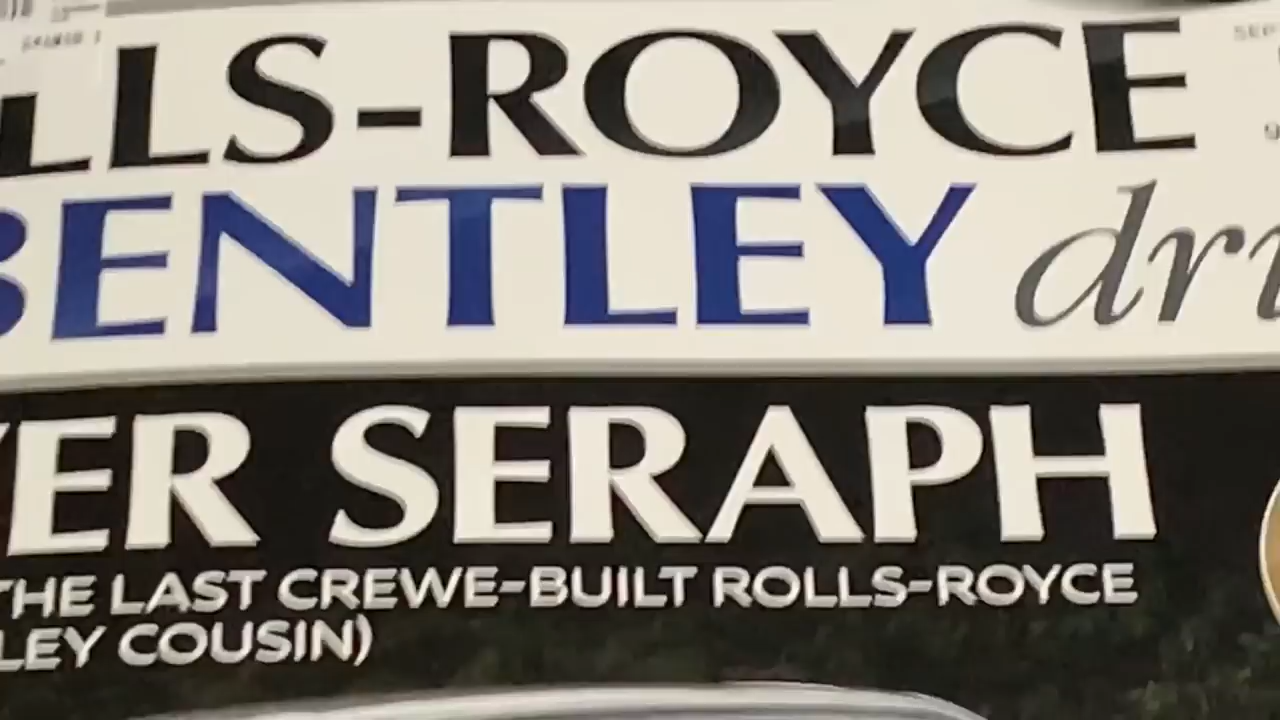 LLS-ROYCE
BENTLEY dri
VER SERAPH
THE LAST CREWE-BUILT ROLLS-ROYCE
LEY COUSIN)